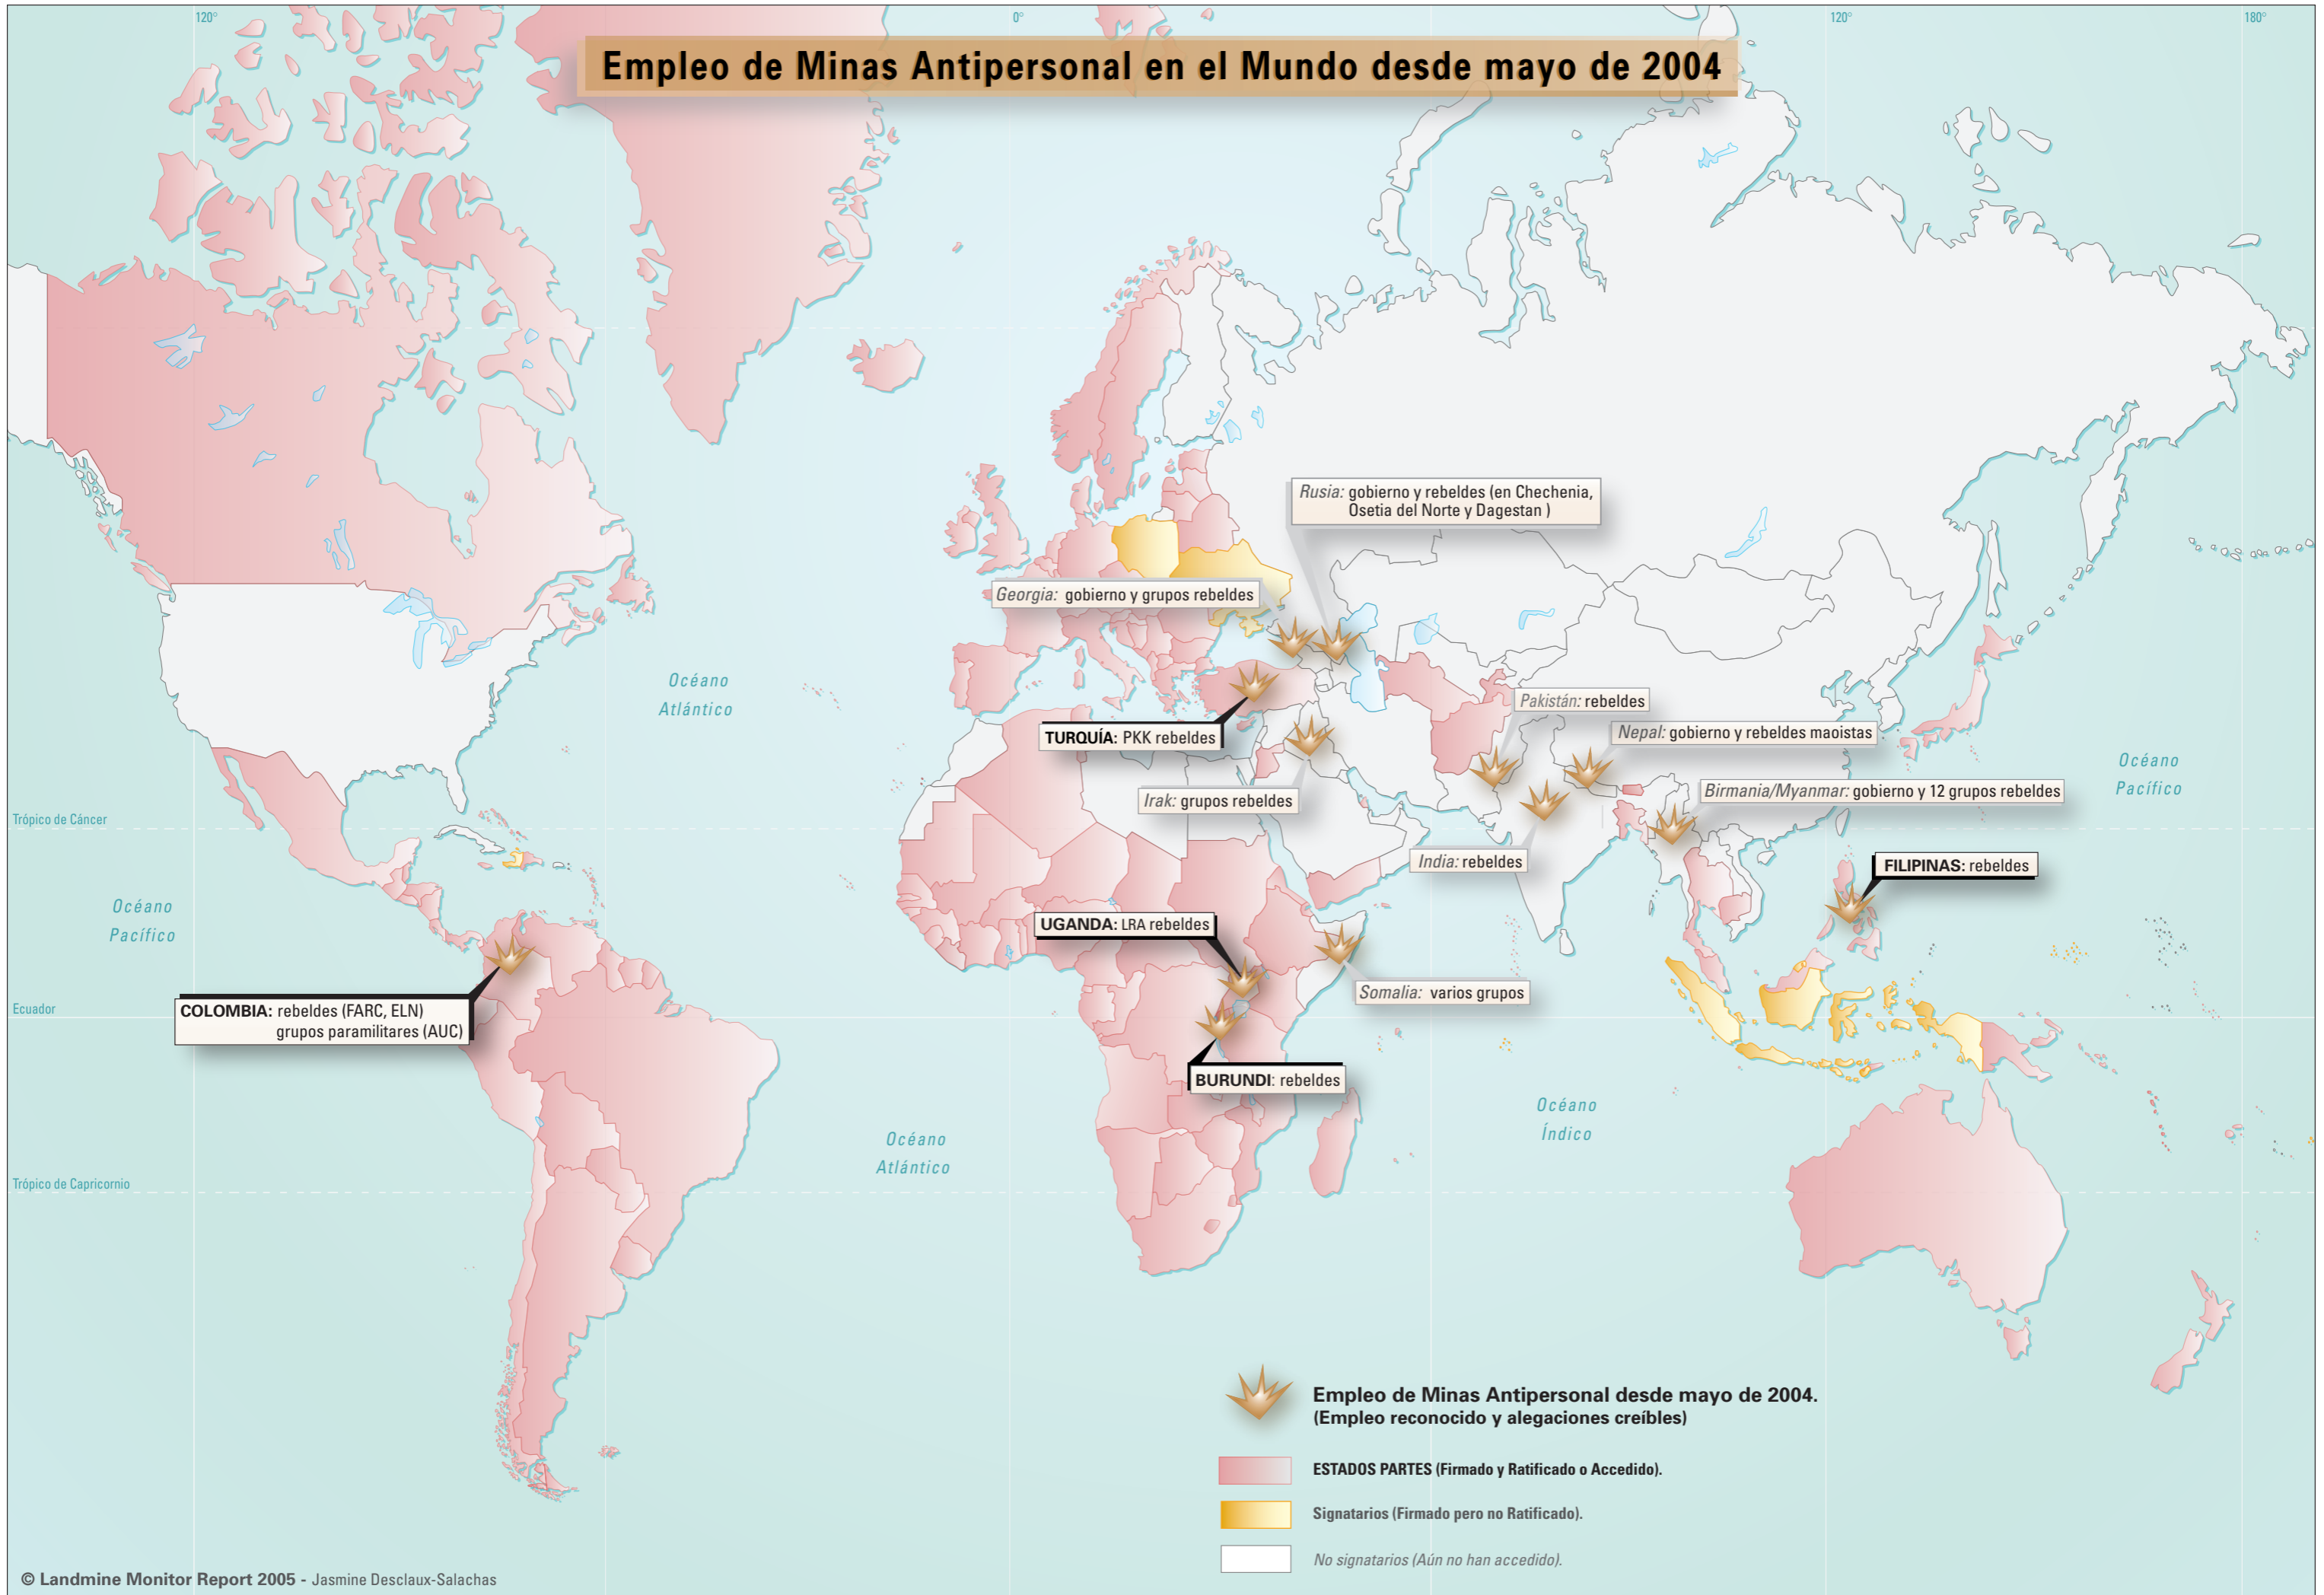 120°
0°
120°
180°
Empleo de Minas Antipersonal en el Mundo desde mayo de 2004
Rusia: gobierno y rebeldes (en Chechenia,
Osetia del Norte y Dagestan )
Georgia: gobierno y grupos rebeldes
Océano
Atlántico
Pakistán: rebeldes
TURQUÍA: PKK rebeldes
Nepal: gobierno y rebeldes maoistas
Océano
Pacífico
Irak: grupos rebeldes
Birmania/Myanmar: gobierno y 12 grupos rebeldes
Trópico de Cáncer
India: rebeldes
FILIPINAS: rebeldes
Océano
Pacífico
UGANDA: LRA rebeldes
Somalia: varios grupos
Ecuador
COLOMBIA: rebeldes (FARC, ELN)
grupos paramilitares (AUC)
BURUNDI: rebeldes
Océano
Índico
Océano
Atlántico
Trópico de Capricornio
Empleo de Minas Antipersonal desde mayo de 2004.
(Empleo reconocido y alegaciones creíbles)
ESTADOS PARTES (Firmado y Ratificado o Accedido).
Signatarios (Firmado pero no Ratificado).
No signatarios (Aún no han accedido).
© Landmine Monitor Report 2005 - Jasmine Desclaux-Salachas